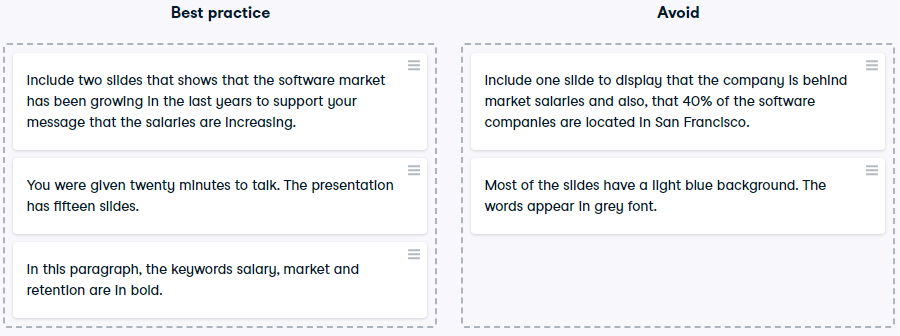 Best practice
Include two slides that shows that the software market
has been growing in the last years to support your
message that the salaries are increasing.
You were given twenty minutes to talk. The presentation
has fifteen slides.
In this paragraph, the keywords salary, market and
retention are in bold.
Avoid
Include one slide to display that the company is behind
market salaries and also, that 40% of the software
companies are located in San Francisco.
Most of the slides have a light blue background. The
words appear in grey font.